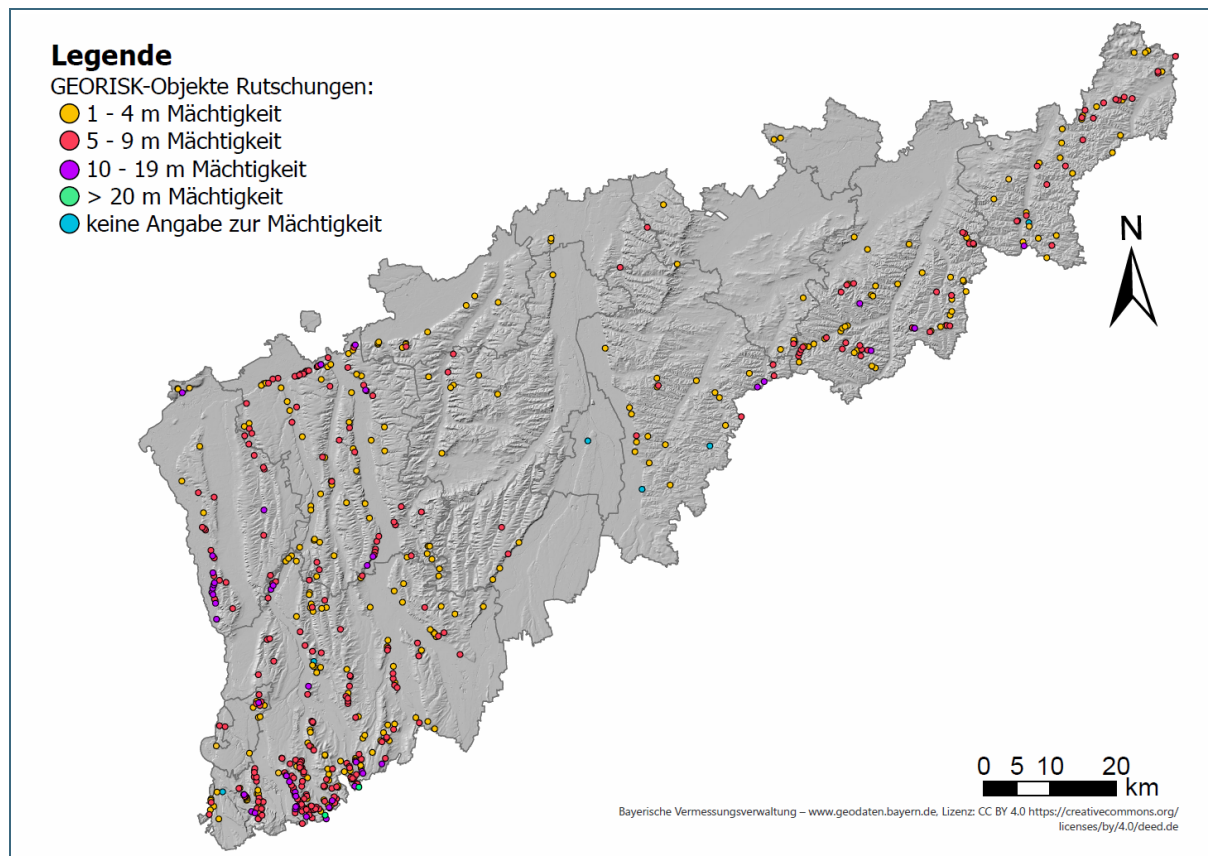 Legende
GEORISK-Objekte Rutschungen:
1 - 4 m Mächtigkeit
5 - 9 m Mächtigkeit
10 - 19 m Mächtigkeit
> 20 m Mächtigkeit
keine Angabe zur Mächtigkeit
N
0 5 10 20
km
Bayerische Vermessungsverwaltung – www.geodaten.bayern.de, Lizenz: CC BY 4.0 https://creativecommons.org/
licenses/by/4.0/deed.de